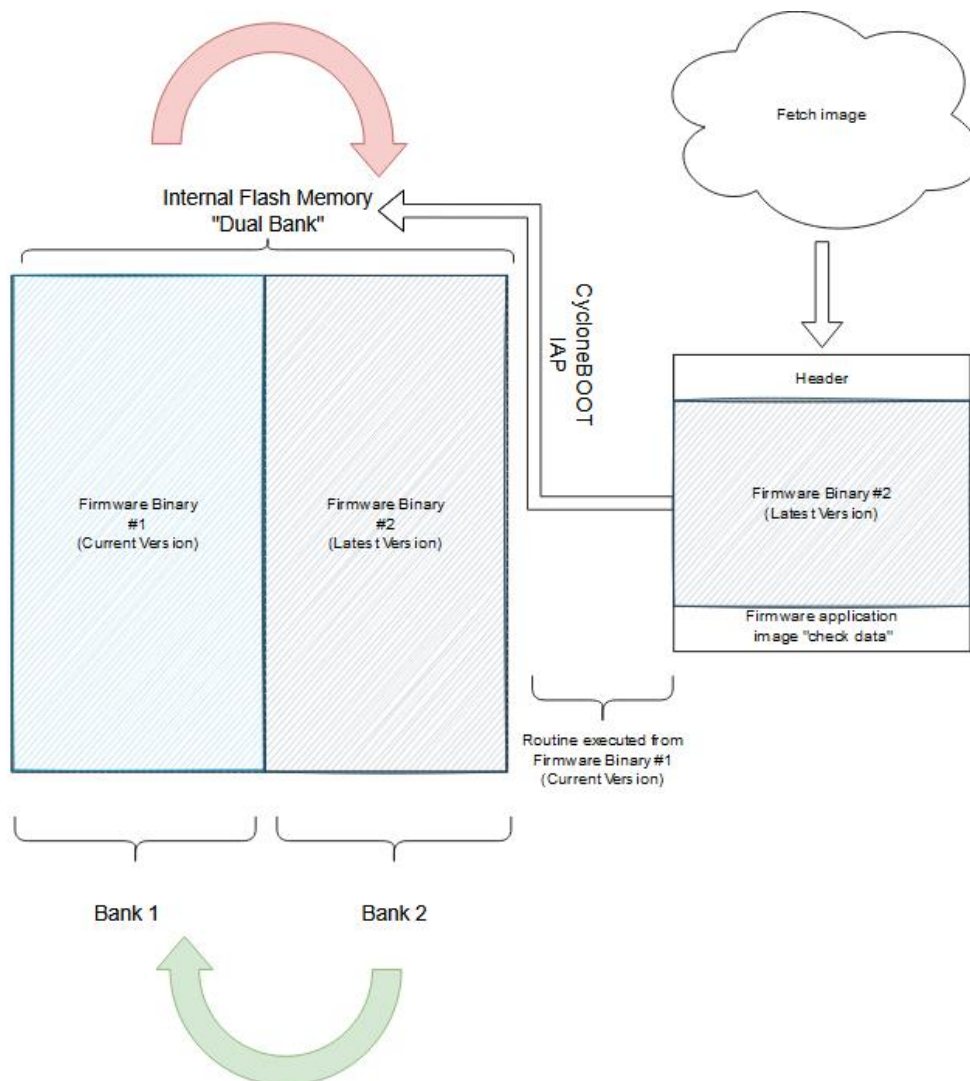 Fetch image
Internal Flash Memory
"Dual Bank"
CycloneBOOT
IAP
Header
Firmware Binary
#1
(Current Version)
Firmware Binary
#2
(Latest Version)
Firmware Binary #2
(Latest Version)
Firmware application
image "check data"
Routine executed from
Firmware Binary #1
(Current Version)
Bank 1
Bank 2